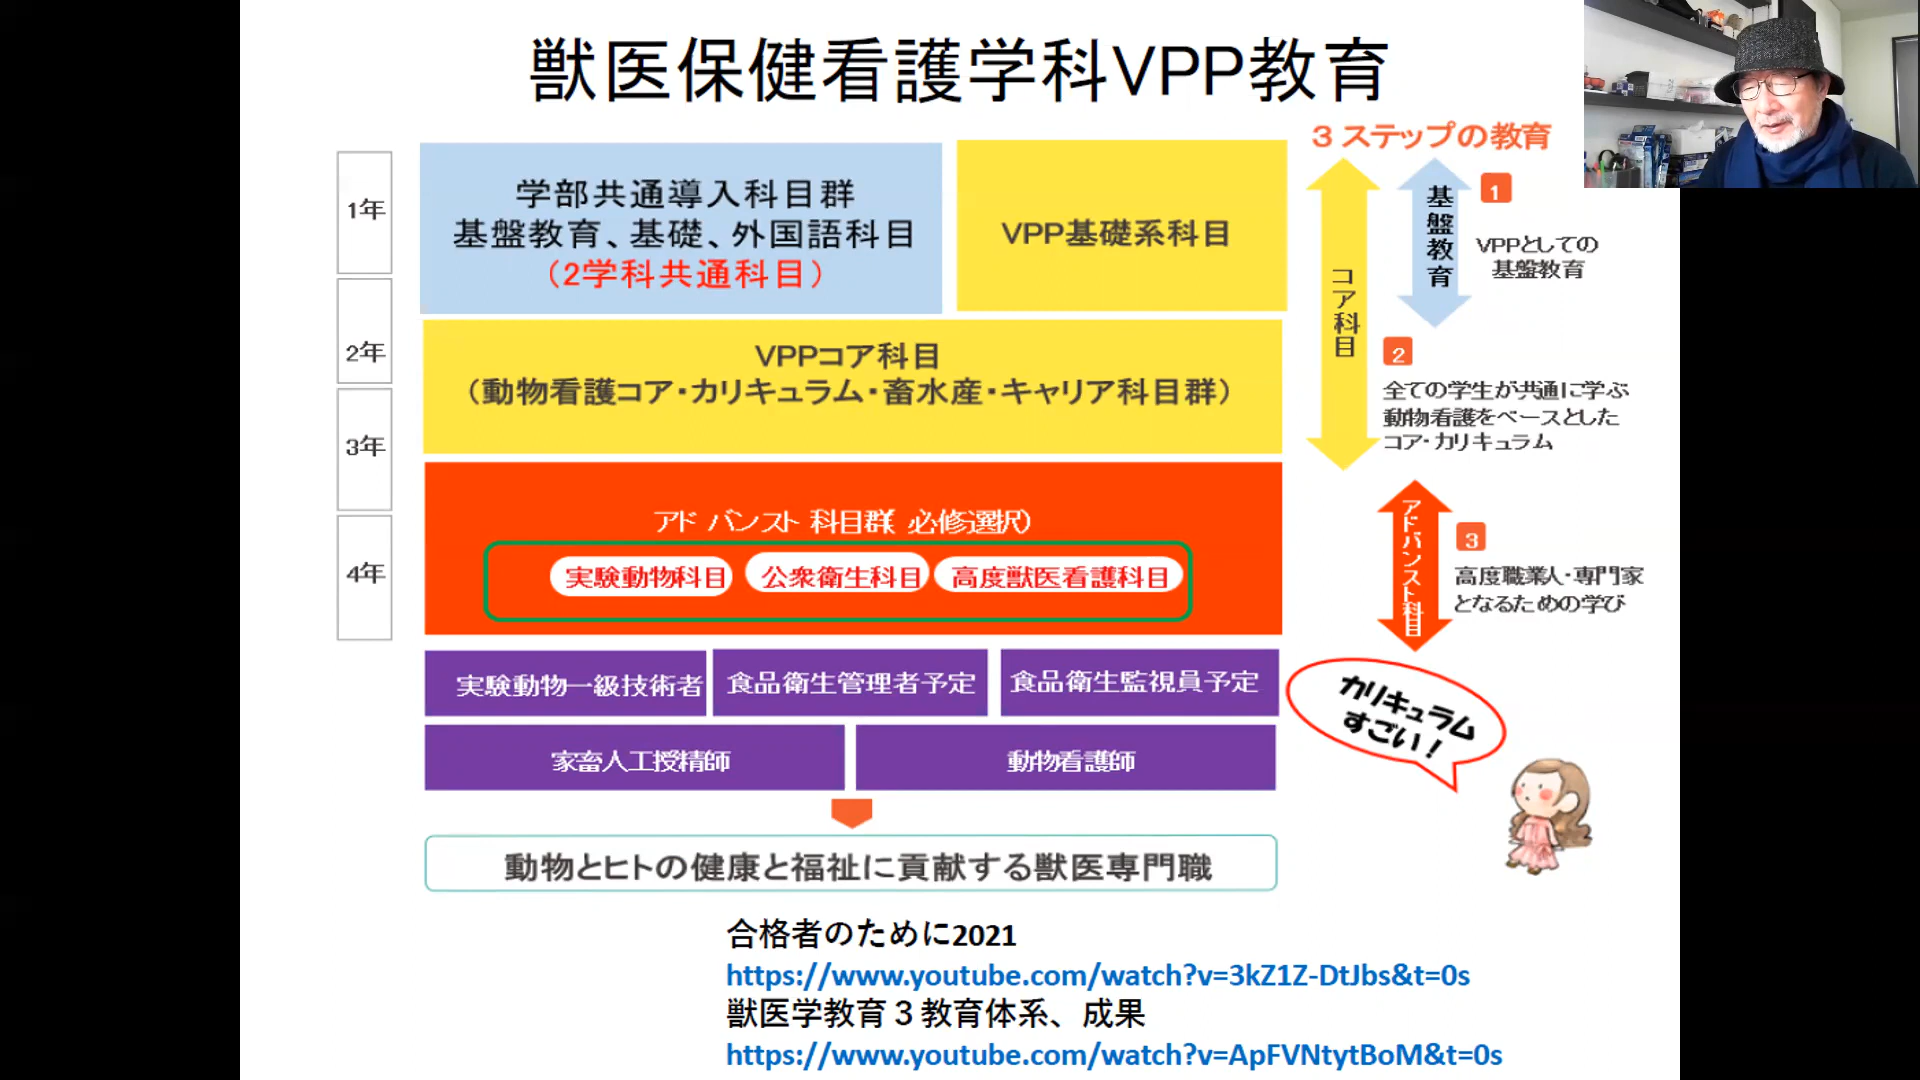 獣医保健看護学科VPP教育
3ステップの教育
1年
2年
3年
4年
学部共通導入科目群
基盤教育、基礎、外国語科目
（2学科共通科目）
VPP基礎系科目
VPPコア科目
（動物看護コア・カリキュラム・畜水産・キャリア科目群）
アドバンスト科目群(必修選択)
実験動物科目
公衆衛生科目
高度獣医看護科目
コア科目
基盤教育
1
VPPとしての
基盤教育
2
全ての学生が共通に学ぶ
動物看護をベースとした
コア・カリキュラム
アドバンスト科目
3
高度職業人・専門家
となるための学び
実験動物一級技術者
食品衛生管理者予定
食品衛生監視員予定
家畜人工授精師
動物看護師
カリキュラム
すごい！
動物とヒトの健康と福祉に貢献する獣医専門職
合格者のために2021
https://www.youtube.com/watch?v=3kZ1Z-DtJbs&t=0s
獣医学教育３教育体系、成果
https://www.youtube.com/watch?v=ApFVNtytBoM&t=0s